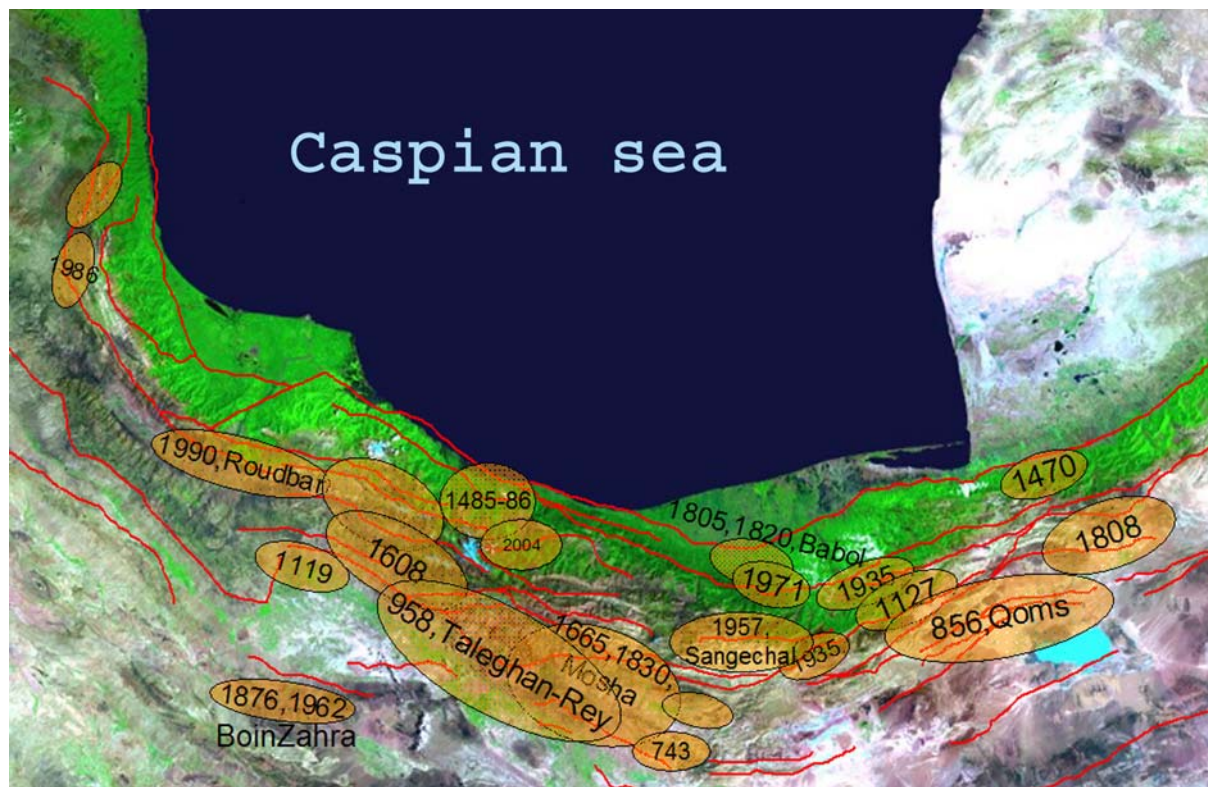 Caspian sea
1986
1990,Roudbar
1485-86
2004
1805,1820,Babol
1470
1808
1119
1608
1971
1935
1127
856,Qoms
958,Taleghan-Rey
1665,1830,
Mosha
1957,
Sangechal
1935
1876,1962
BoinZahra
743